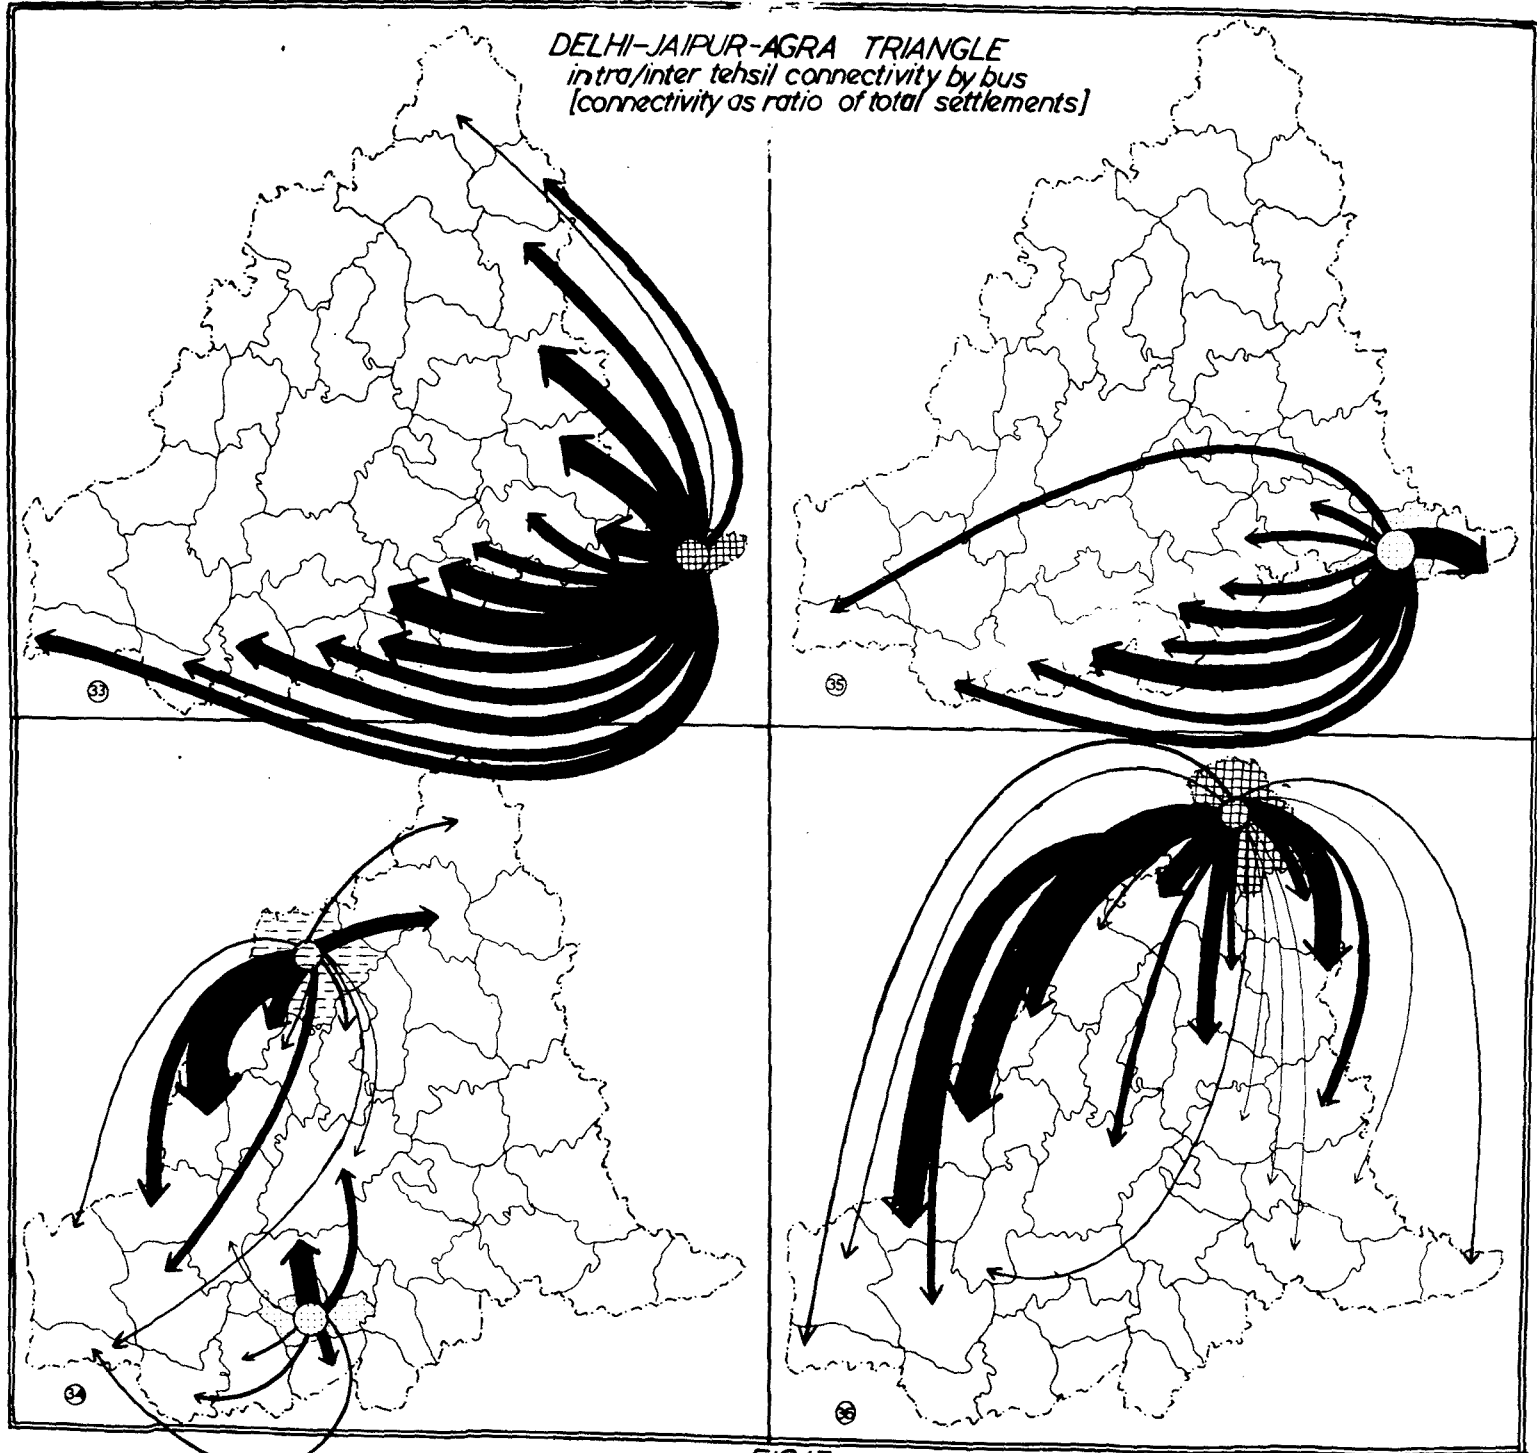 DELHI-JAIPUR-AGRA TRIANGLE
intra/inter tehsil connectivity by bus
[connectivity as ratio of total settlements]
33
35
34
36